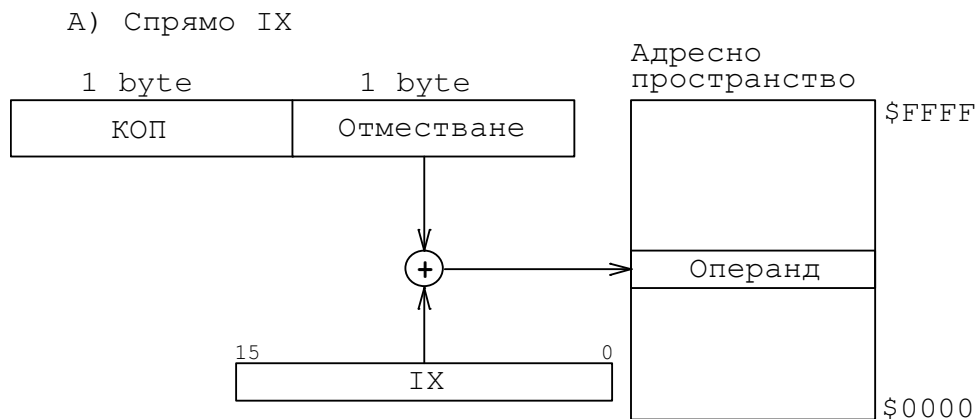 А) Спрямо IX
Адресно
пространство
1 byte
1 byte
$FFFF
КОП
Отместване
+
Операнд
15
0
IX
$0000